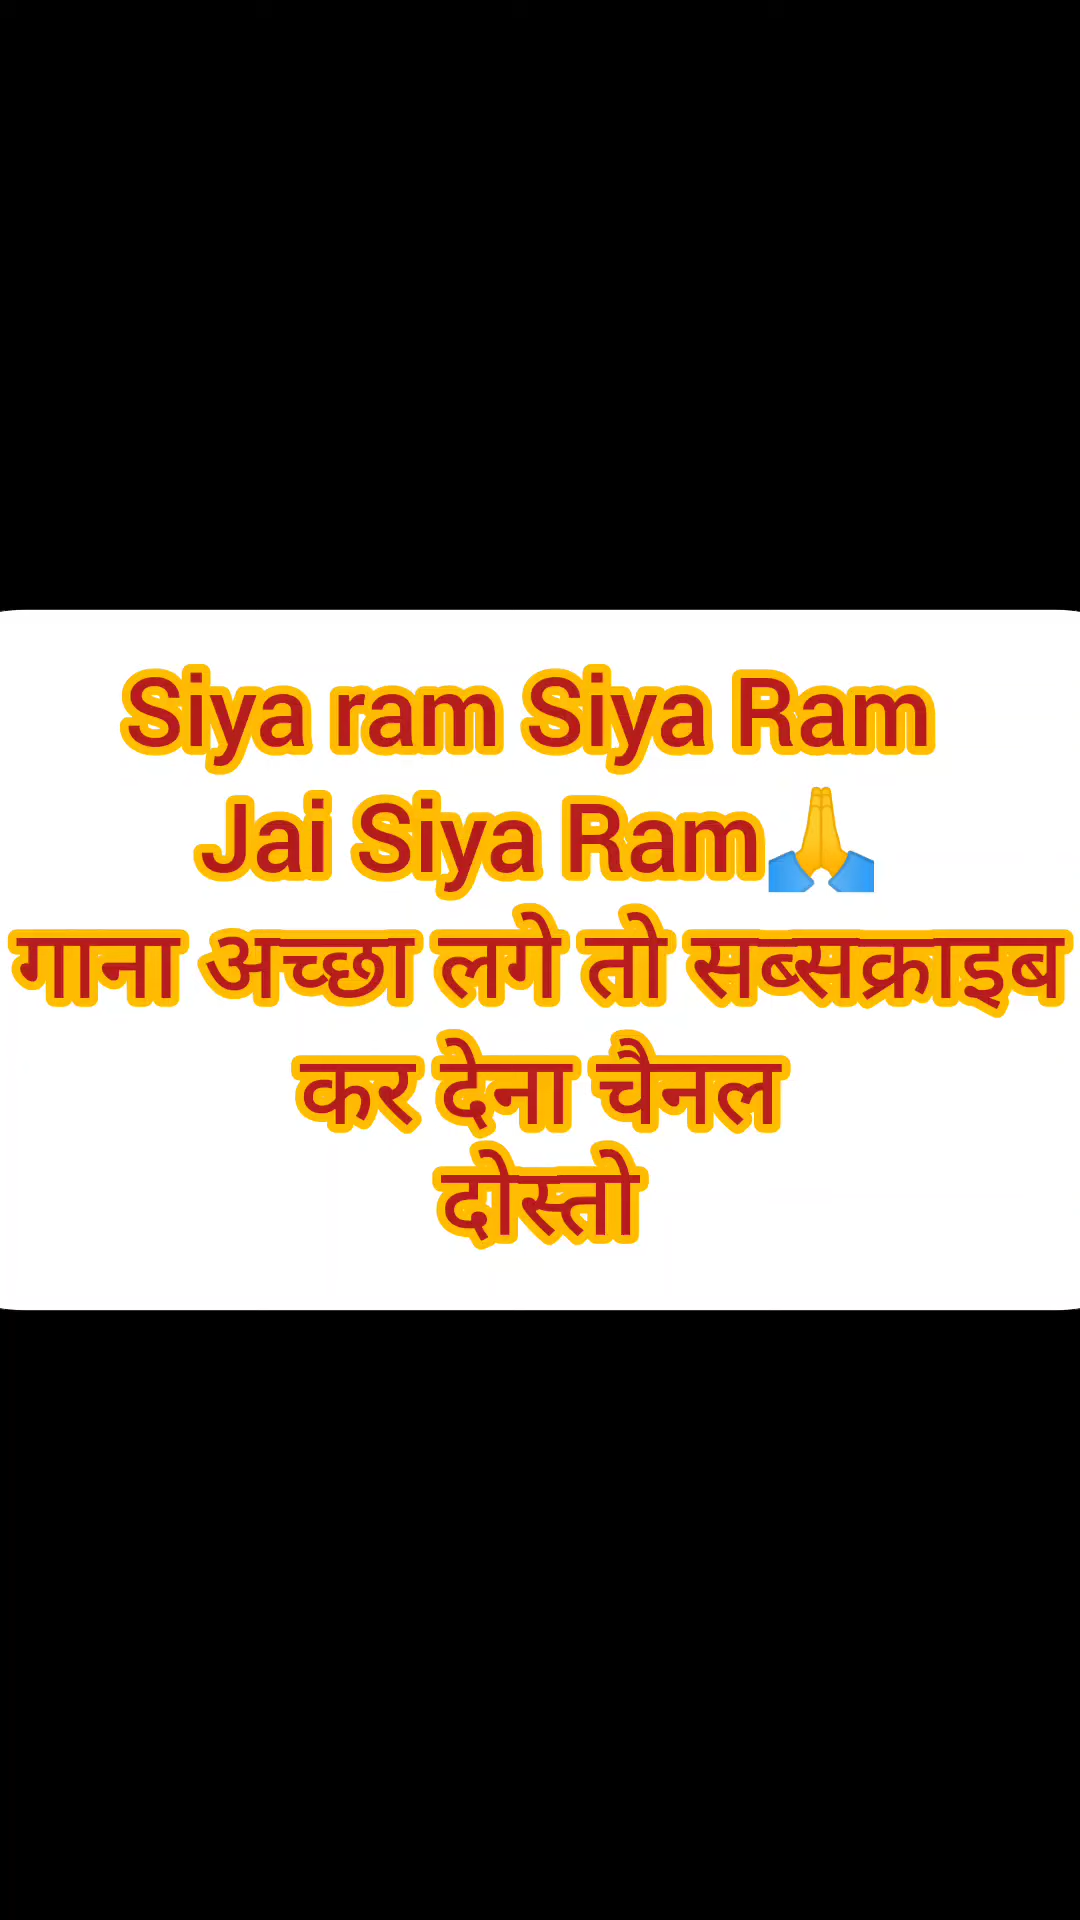 Siya ram Siya Ram
Jai Siya Ram🙏
गाना अच्छा लगे तो सब्सक्राइब
कर देना चैनल
दोस्तो